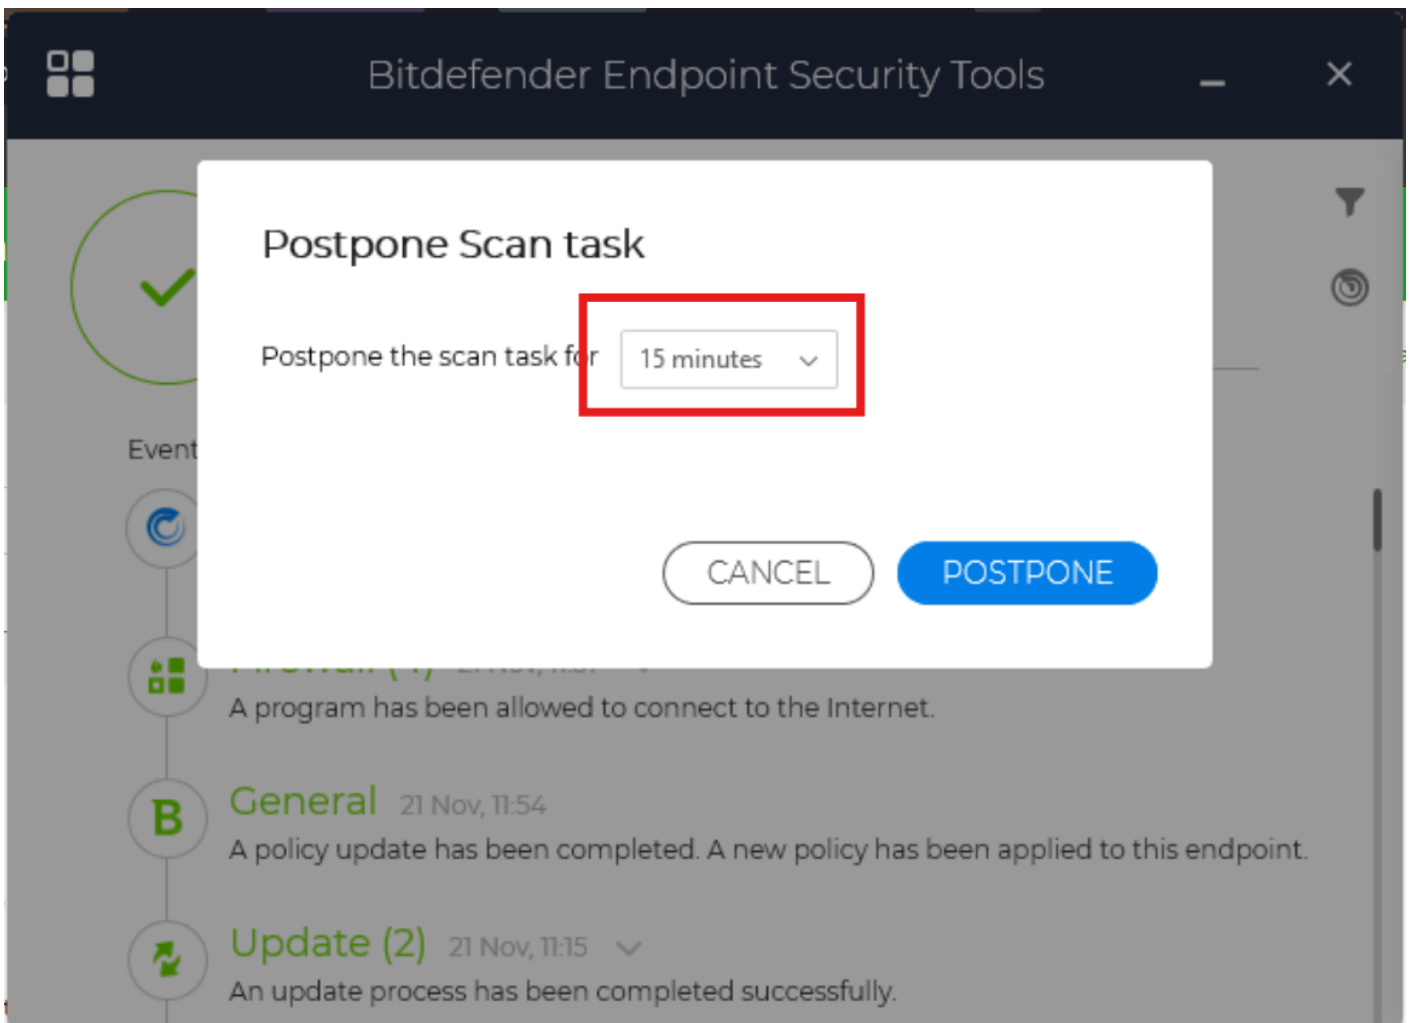 Bitdefender Endpoint Security Tools
Postpone Scan task
Postpone the scan task for 15 minutes
Event
CANCEL POSTPONE
A program has been allowed to connect to the Internet.
B General 21 Nov, 11:54
A policy update has been completed. A new policy has been applied to this endpoint.
Update (2) 21 Nov, 11:15
An update process has been completed successfully.